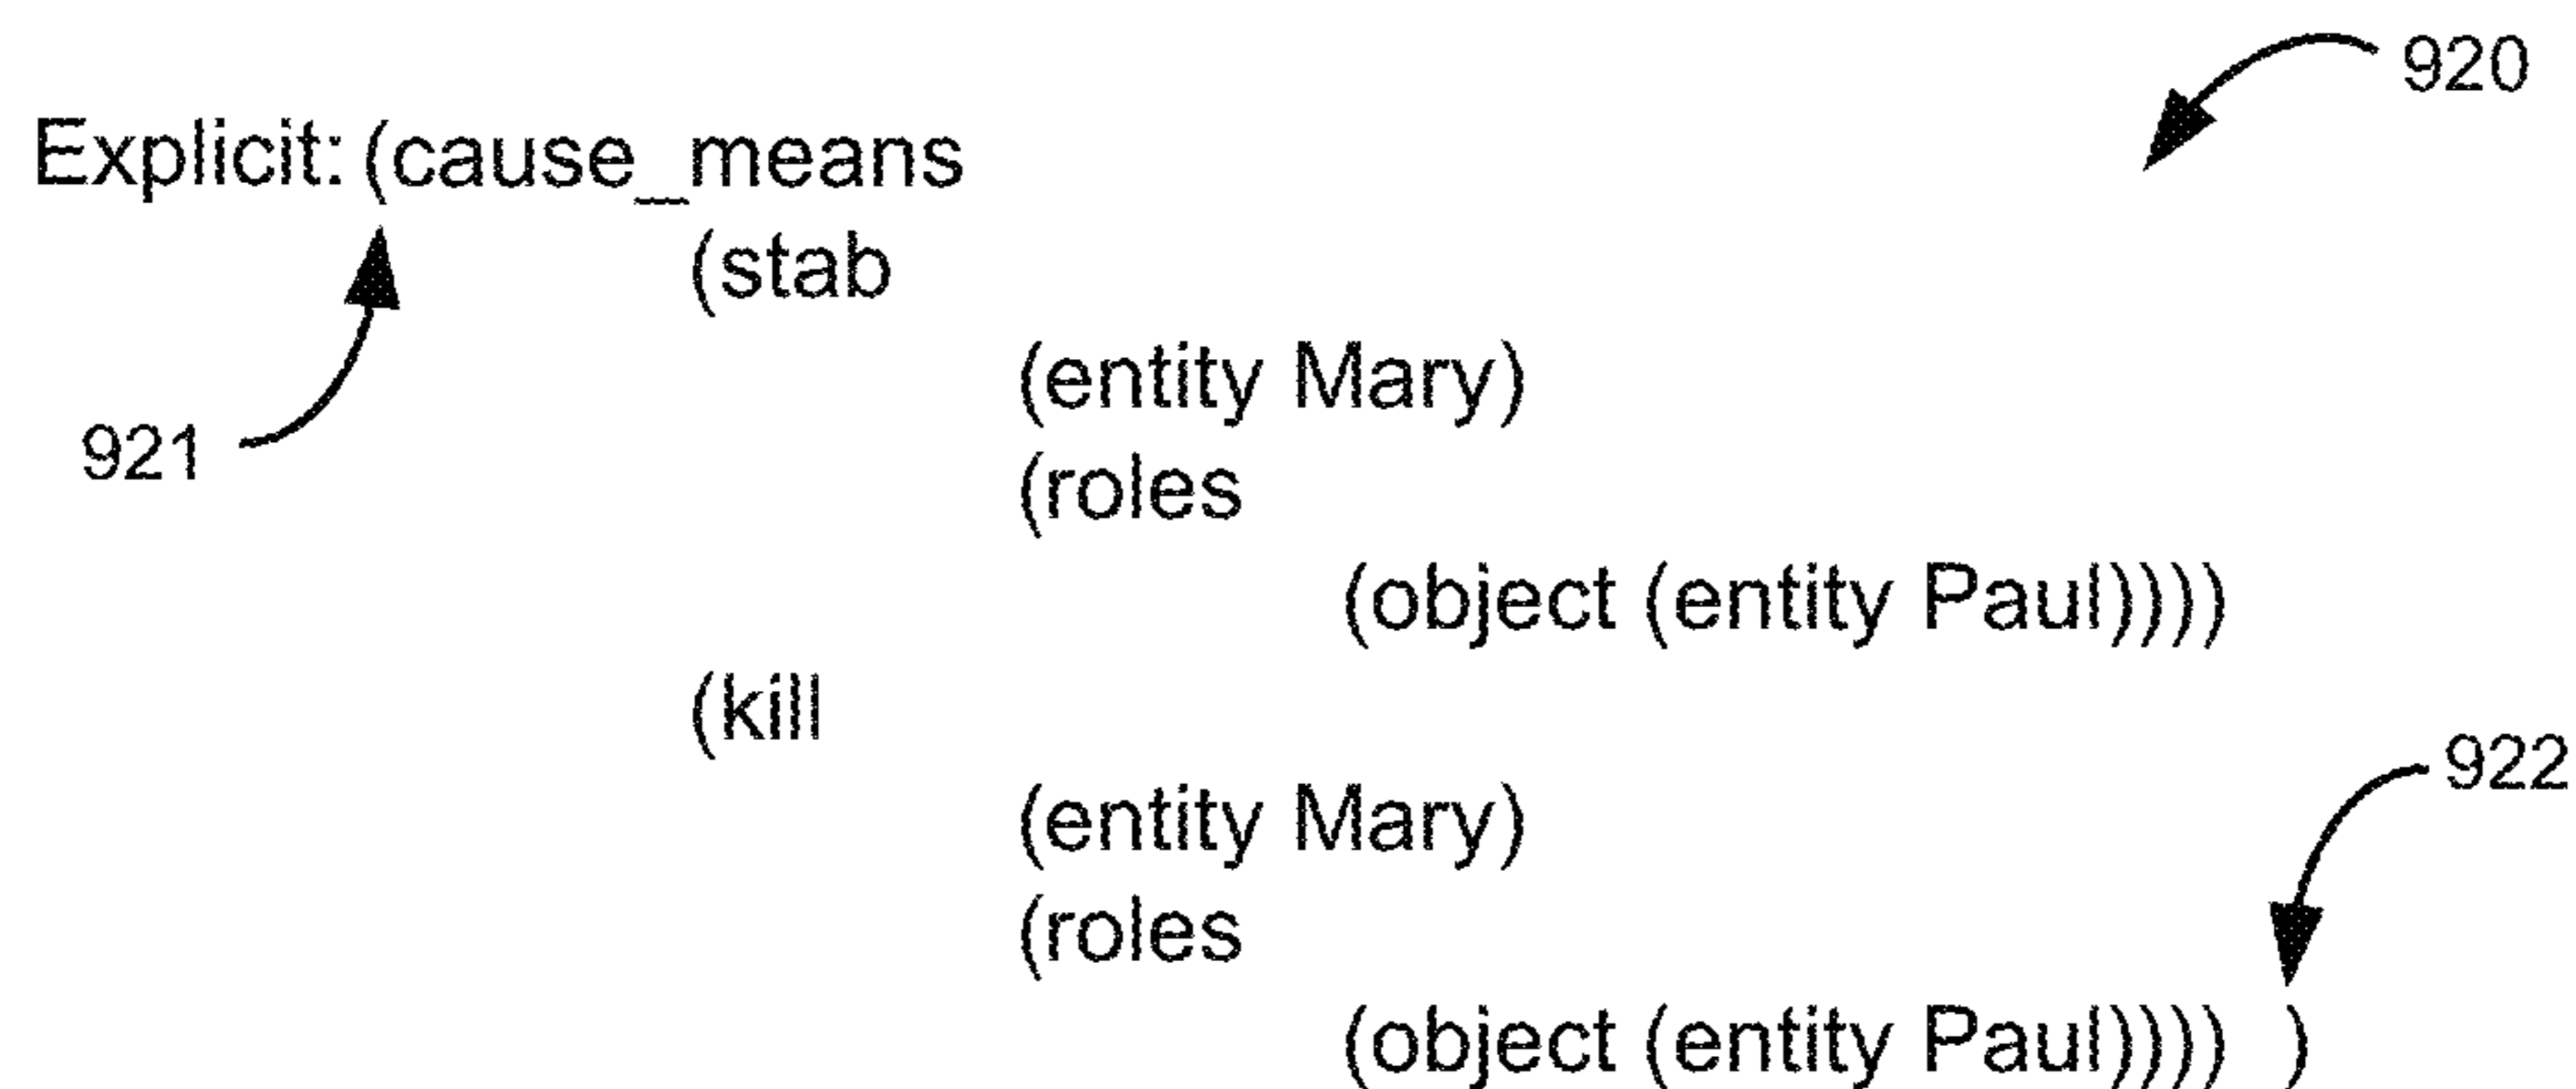 920
Explicit: (cause_means
(stab
(entity Mary)
921
(roles
(object (entity Paul))))
(kill
922
(entity Mary)
(roles
(object (entity Paul)))) )